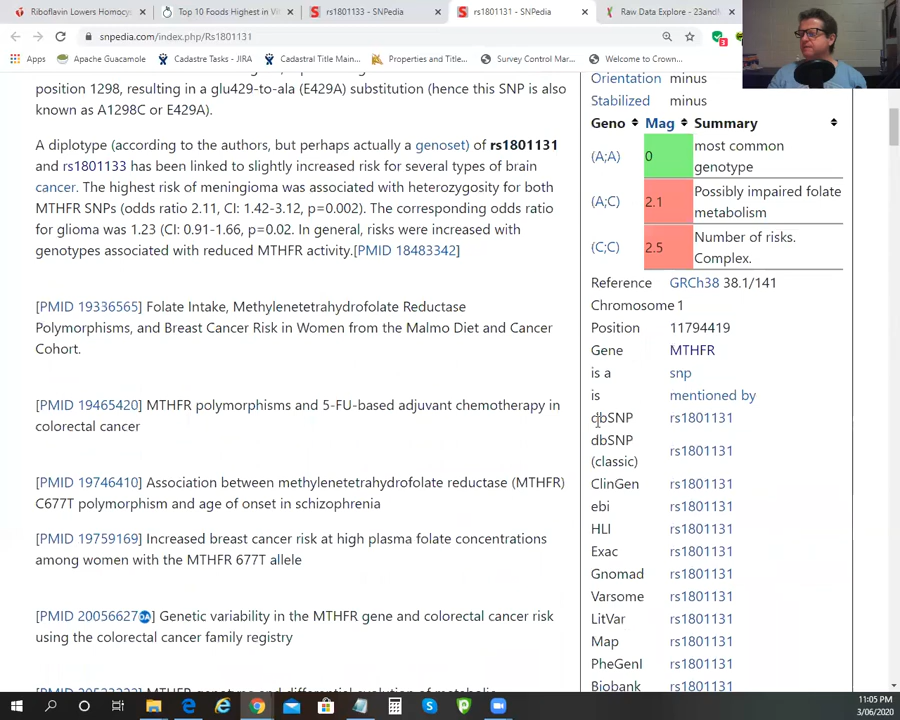 Riboflavin Lowers Homocy
Top 10 Foods Highest in Vi
rs1801133 - SNPedia
rs1801131 - SNPedia
Raw Data Explore - 23andM
snpedia.com/index.php/Rs1801131
Apps
Apache Guacamole
Cadastre Tasks - JIRA
Cadastral Title Main...
Properties and Title...
Survey Control Mar...
Welcome to Crown...
position 1298, resulting in a glu429-to-ala (E429A) substitution (hence this SNP is also
known as A1298C or E429A).
A diplotype (according to the authors, but perhaps actually a genoset) of rs1801131
and rs1801133 has been linked to slightly increased risk for several types of brain
cancer. The highest risk of meningioma was associated with heterozygosity for both
MTHFR SNPs (odds ratio 2.11, CI: 1.42-3.12, p=0.002). The corresponding odds ratio
for glioma was 1.23 (CI: 0.91-1.66, p=0.02. In general, risks were increased with
genotypes associated with reduced MTHFR activity.[PMID 18483342]
[PMID 19336565] Folate Intake, Methylenetetrahydrofolate Reductase
Polymorphisms, and Breast Cancer Risk in Women from the Malmo Diet and Cancer
Cohort.
[PMID 19465420] MTHFR polymorphisms and 5-FU-based adjuvant chemotherapy in
colorectal cancer
[PMID 19746410] Association between methylenetetrahydrofolate reductase (MTHFR)
C677T polymorphism and age of onset in schizophrenia
[PMID 19759169] Increased breast cancer risk at high plasma folate concentrations
among women with the MTHFR 677T allele
[PMID 20056627 OA] Genetic variability in the MTHFR gene and colorectal cancer risk
using the colorectal cancer family registry
Orientation minus
Stabilized minus
Geno Mag Summary
(A;A) 0 most common
genotype
(A;C) 2.1 Possibly impaired folate
metabolism
(C;C) 2.5 Number of risks.
Complex.
Reference GRCh38 38.1/141
Chromosome 1
Position 11794419
Gene MTHFR
is a snp
is mentioned by
dbSNP rs1801131
dbSNP
(classic) rs1801131
ClinGen rs1801131
ebi rs1801131
HLI rs1801131
Exac rs1801131
Gnomad rs1801131
Varsome rs1801131
LitVar rs1801131
Map rs1801131
PheGenI rs1801131
Biobank rs1801131
11:05 PM
3/06/2020